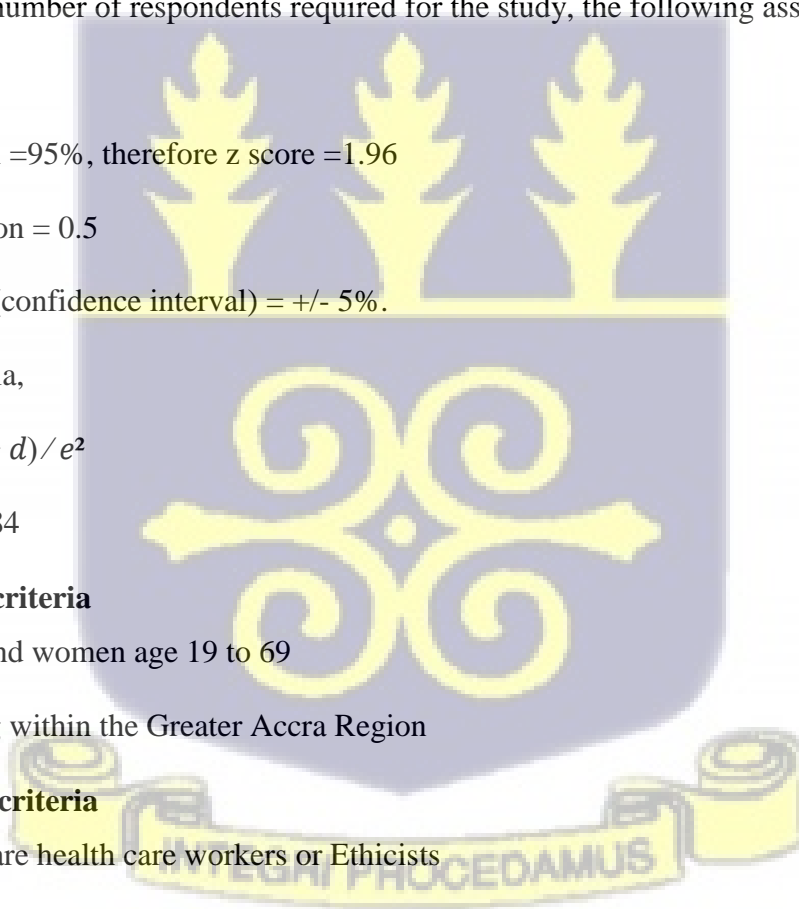 number of respondents required for the study, the following ass
=95%, therefore z score =1.96
on = 0.5
(confidence interval) = +/- 5%.
a,
d) ∕ e²
84
criteria
nd women age 19 to 69
within the Greater Accra Region
criteria
are health care workers or Ethicists
INTEGRI PROCEDAMUS